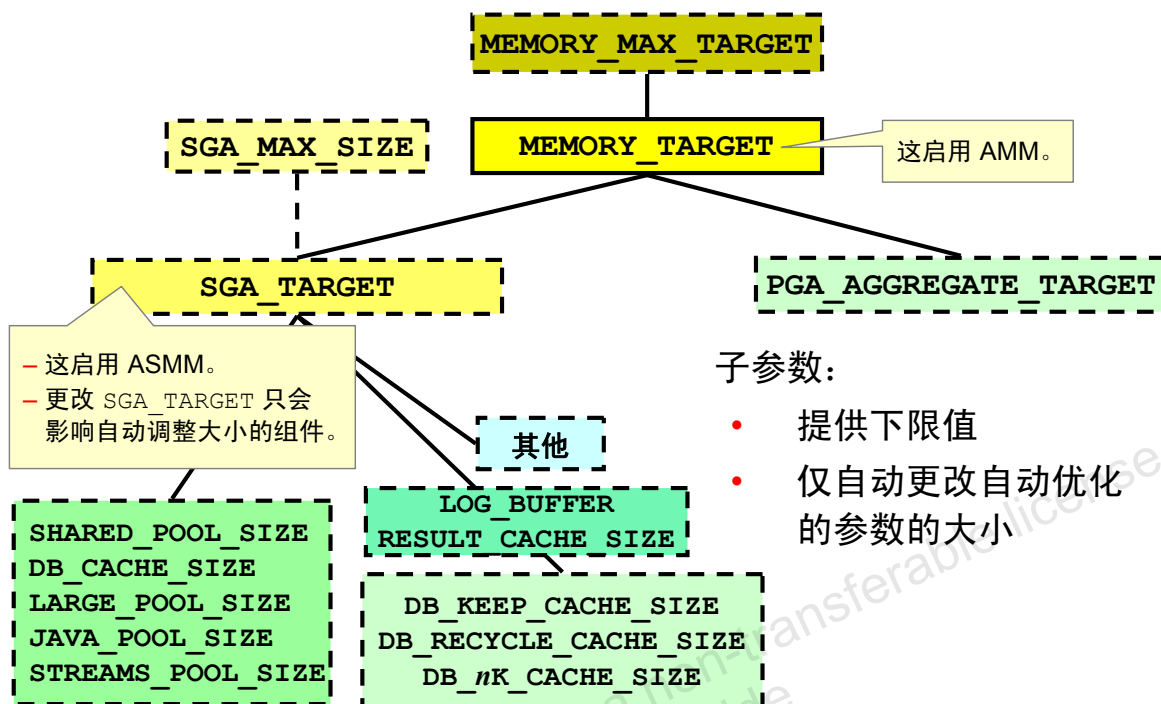 MEMORY_MAX_TARGET
SGA_MAX_SIZE
MEMORY_TARGET
这启用 AMM。
SGA_TARGET
PGA_AGGREGATE_TARGET
– 这启用 ASMM。
– 更改 SGA_TARGET 只会
影响自动调整大小的组件。
子参数：
• 提供下限值
• 仅自动更改自动优化
的参数的大小
其他
LOG_BUFFER
RESULT_CACHE_SIZE
SHARED_POOL_SIZE
DB_CACHE_SIZE
LARGE_POOL_SIZE
JAVA_POOL_SIZE
STREAMS_POOL_SIZE
DB_KEEP_CACHE_SIZE
DB_RECYCLE_CACHE_SIZE
DB_nK_CACHE_SIZE
a non-transferable license